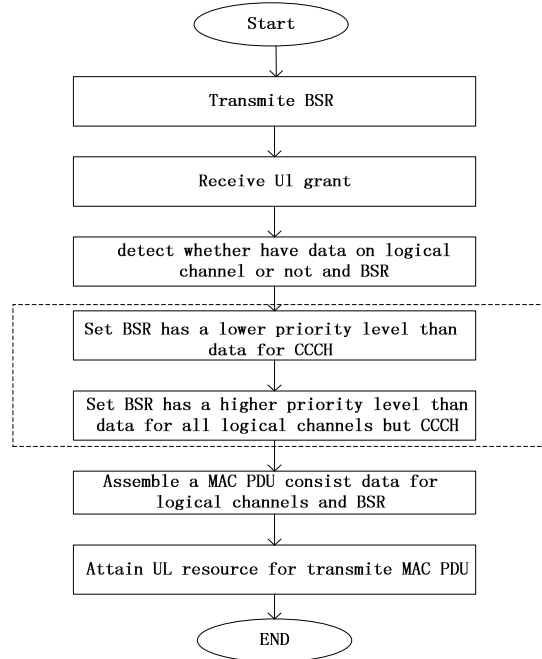 Start
Transmite BSR
Receive Ul grant
detect whether have data on logical
channel or not and BSR
Set BSR has a lower priority level than
data for CCCH
Set BSR has a higher priority level than
data for all logical channels but CCCH
Assemble a MAC PDU consist data for
logical channels and BSR
Attain UL resource for transmite MAC PDU
END